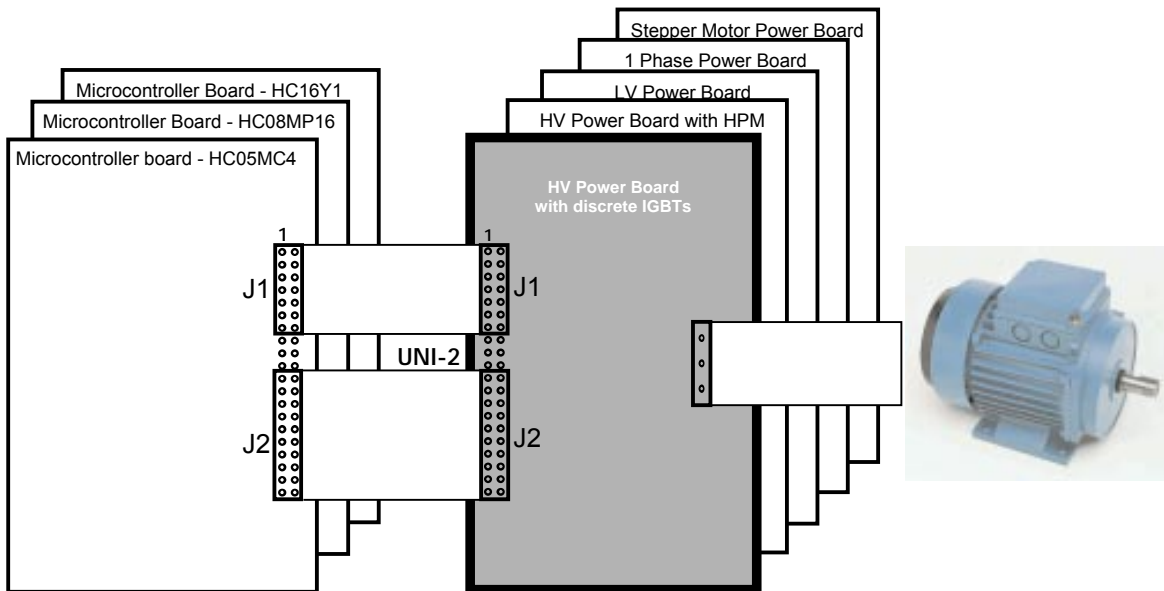 Stepper Motor Power Board
1 Phase Power Board
LV Power Board
HV Power Board with HPM
Microcontroller Board - HC16Y1
Microcontroller Board - HC08MP16
Microcontroller board - HC05MC4
HV Power Board
with discrete IGBTs
1
1
J1
J1
UNI-2
J2
J2